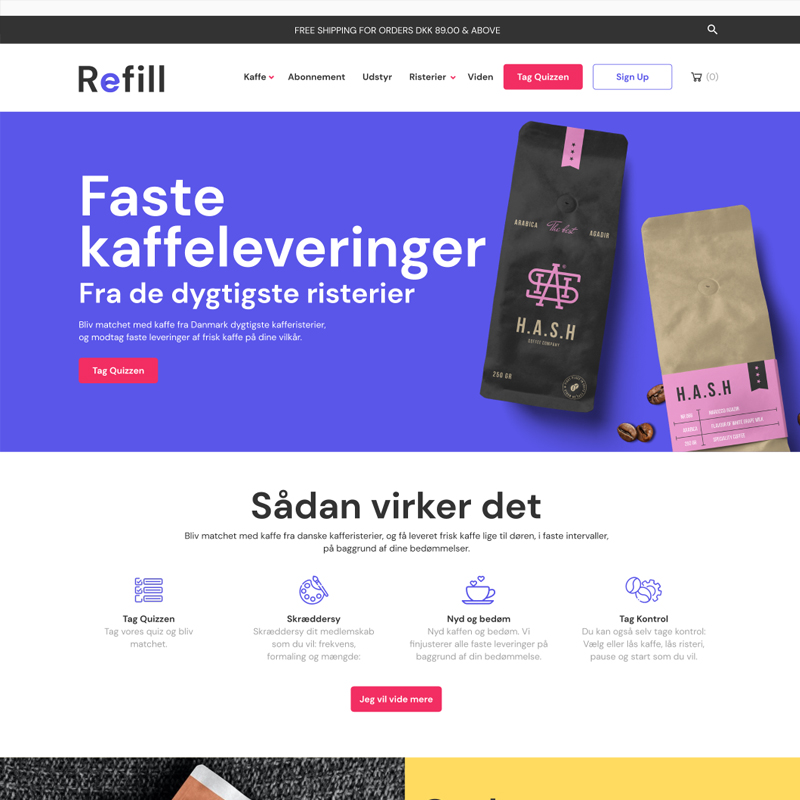 FREE SHIPPING FOR ORDERS DKK 89.00 & ABOVE
Refill
Kaffe
Abonnement
Udstyr
Risterier
Viden
Tag Quizzen
Sign Up
(0)
Faste
kaffeleveringer
Fra de dygtigste risterier
Bliv matchet med kaffe fra Danmark dygtigste kafferisterier,
og modtag faste leveringer af frisk kaffe på dine vilkår.
Tag Quizzen
ARABICA
The best
AGADIR
H.A.S.H
COFFEE COMPANY
250 GR
H.A.S.H
ARABICA
250 GR
SPECIALITY COFFEE
Sådan virker det
Bliv matchet med kaffe fra danske kafferisterier, og få leveret frisk kaffe lige til døren, i faste intervaller,
på baggrund af dine bedømmelser.
Tag Quizzen
Tag vores quiz og bliv
matchet.
Skræddersy
Skræddersy dit medlemskab
som du vil: frekvens,
formaling og mængde:
Nyd og bedøm
Nyd kaffen og bedøm. Vi
finjusterer alle faste leveringer på
baggrund af din bedømmelse.
Tag Kontrol
Du kan også selv tage kontrol:
Vælg eller lås kaffe, lås risteri,
pause og start som du vil.
Jeg vil vide mere